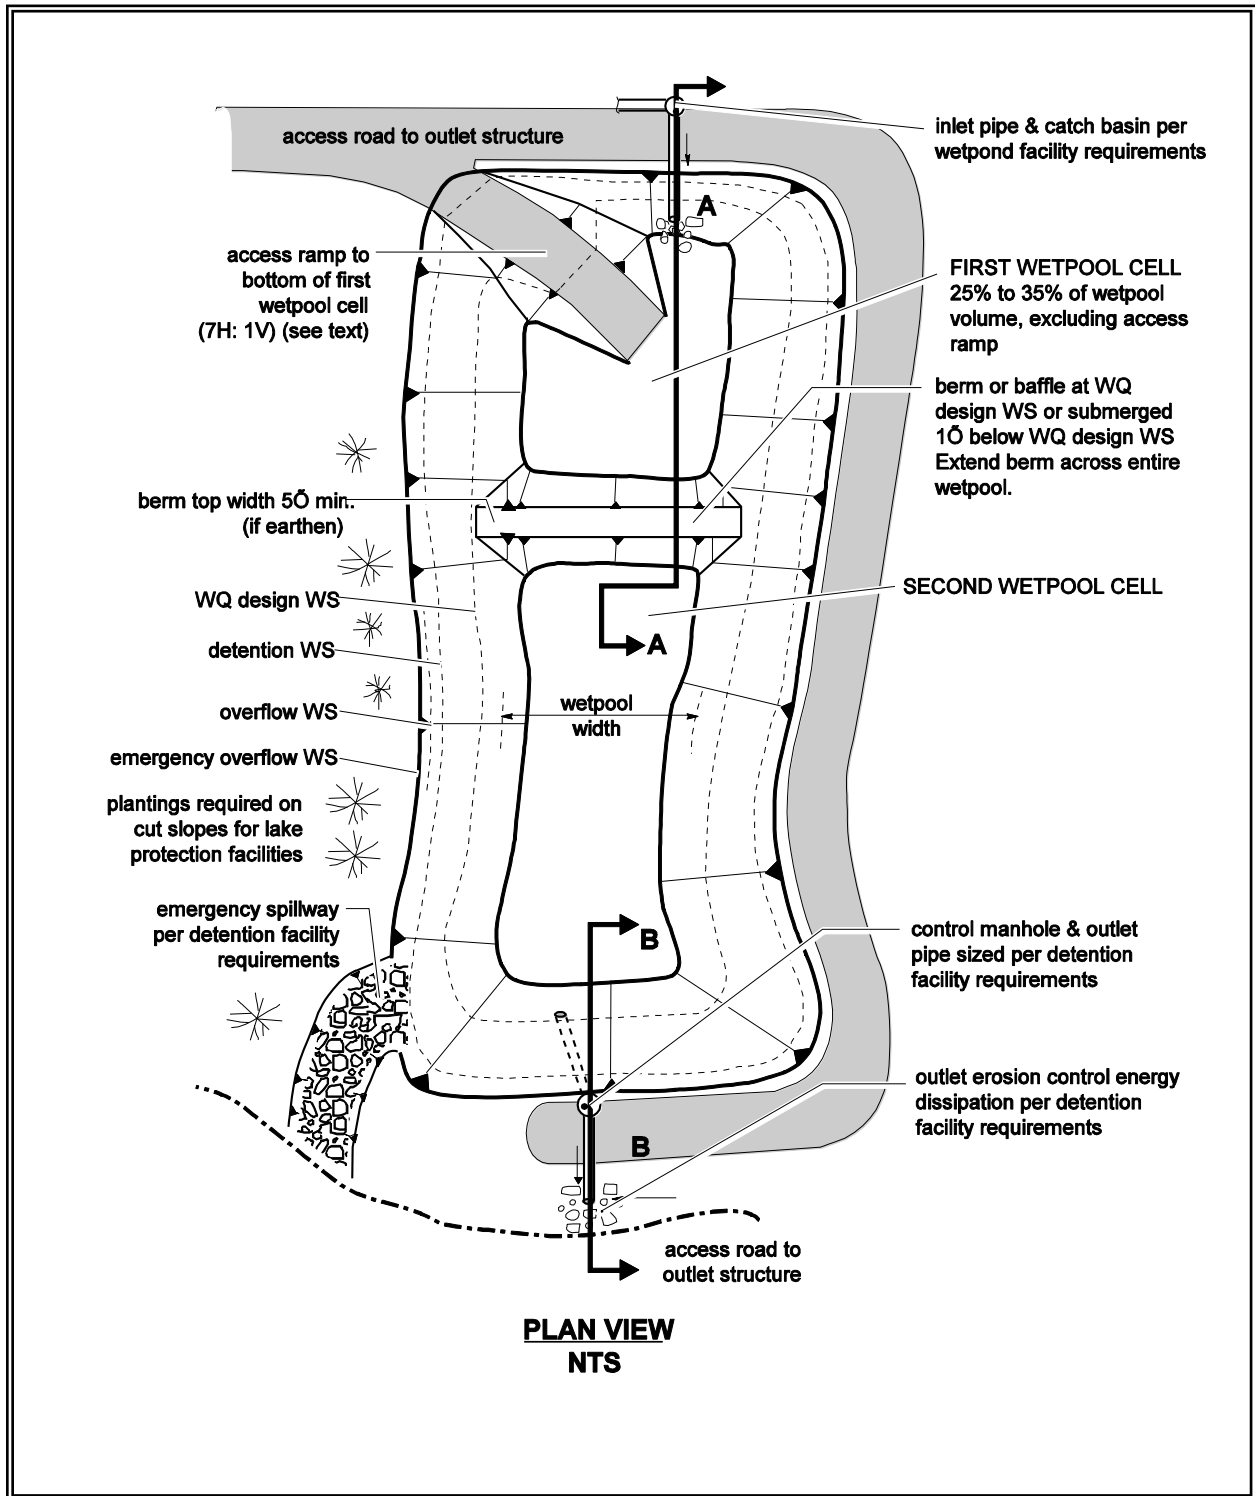 access road to outlet structure
inlet pipe & catch basin per
wetpond facility requirements
A
access ramp to
bottom of first
wetpool cell
(7H: 1V) (see text)
FIRST WETPOOL CELL
25% to 35% of wetpool
volume, excluding access
ramp
berm or baffle at WQ
design WS or submerged
1Õ below WQ design WS
Extend berm across entire
wetpool.
berm top width 5Õ min.
(if earthen)
WQ design WS
SECOND WETPOOL CELL
A
detention WS
overflow WS
wetpool
width
emergency overflow WS
plantings required on
cut slopes for lake
protection facilities
emergency spillway
per detention facility
requirements
B
control manhole & outlet
pipe sized per detention
facility requirements
outlet erosion control energy
dissipation per detention
facility requirements
B
access road to
outlet structure
PLAN VIEW
NTS